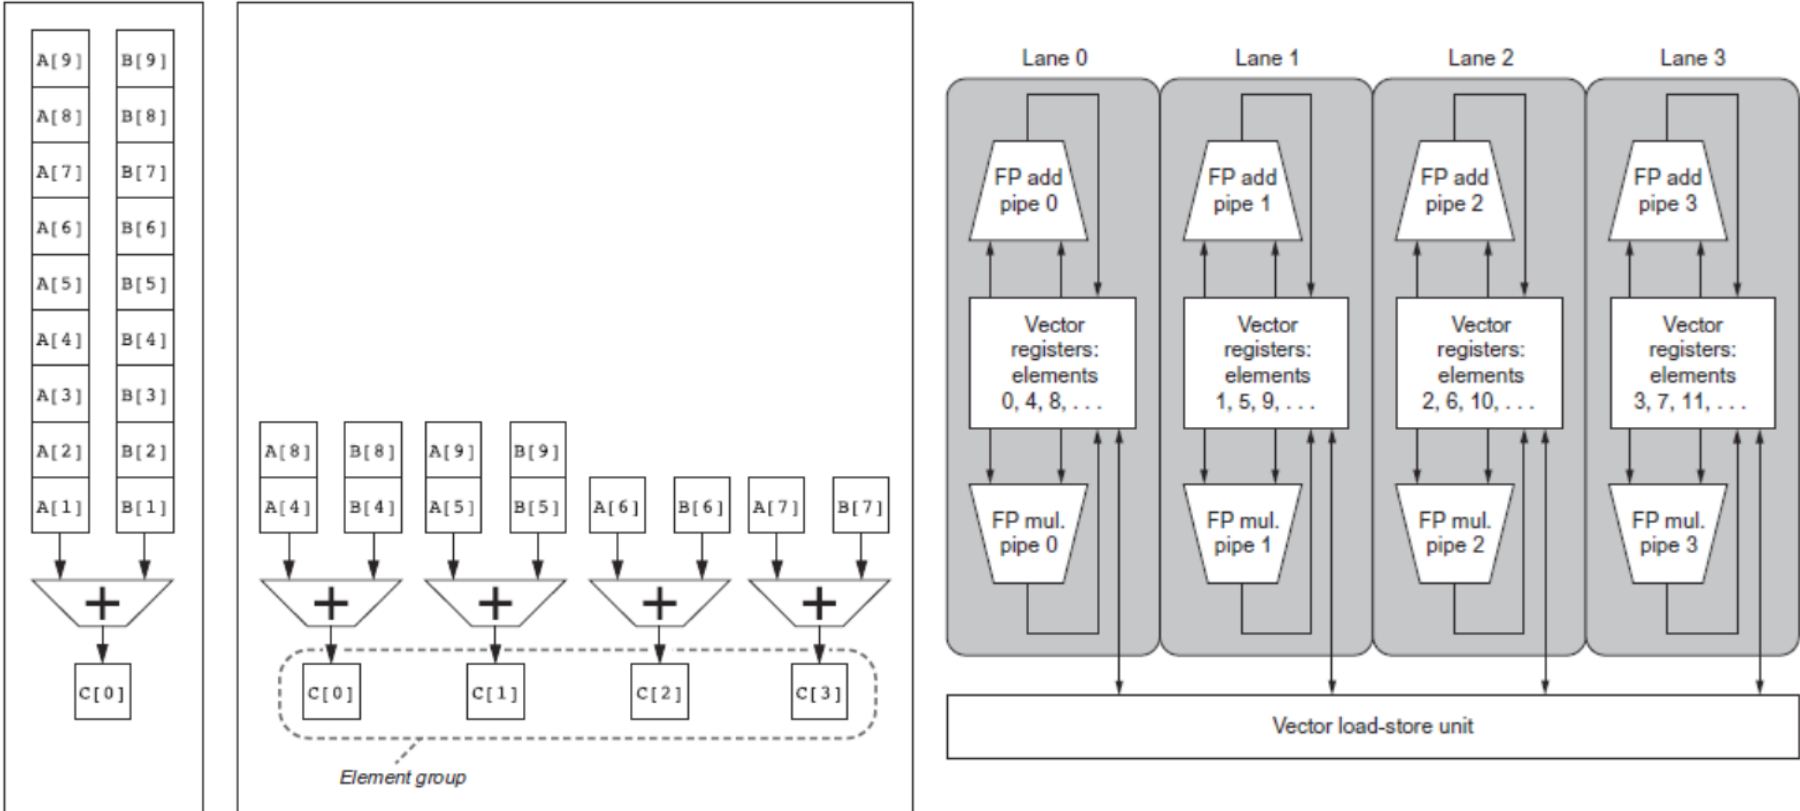 A[9] B[9]
A[8] B[8]
A[7] B[7]
A[6] B[6]
A[5] B[5]
A[4] B[4]
A[3] B[3]
A[2] B[2]
A[1] B[1]
+
C[0]
A[8] B[8] A[9] B[9]
A[4] B[4] A[5] B[5] A[6] B[6] A[7] B[7]
+ + + +
C[0] C[1] C[2] C[3]
Element group
Lane 0 Lane 1 Lane 2 Lane 3
FP add
pipe 0
FP add
pipe 1
FP add
pipe 2
FP add
pipe 3
Vector
registers:
elements
0, 4, 8, . . .
Vector
registers:
elements
1, 5, 9, . . .
Vector
registers:
elements
2, 6, 10, . . .
Vector
registers:
elements
3, 7, 11, . . .
FP mul.
pipe 0
FP mul.
pipe 1
FP mul.
pipe 2
FP mul.
pipe 3
Vector load-store unit